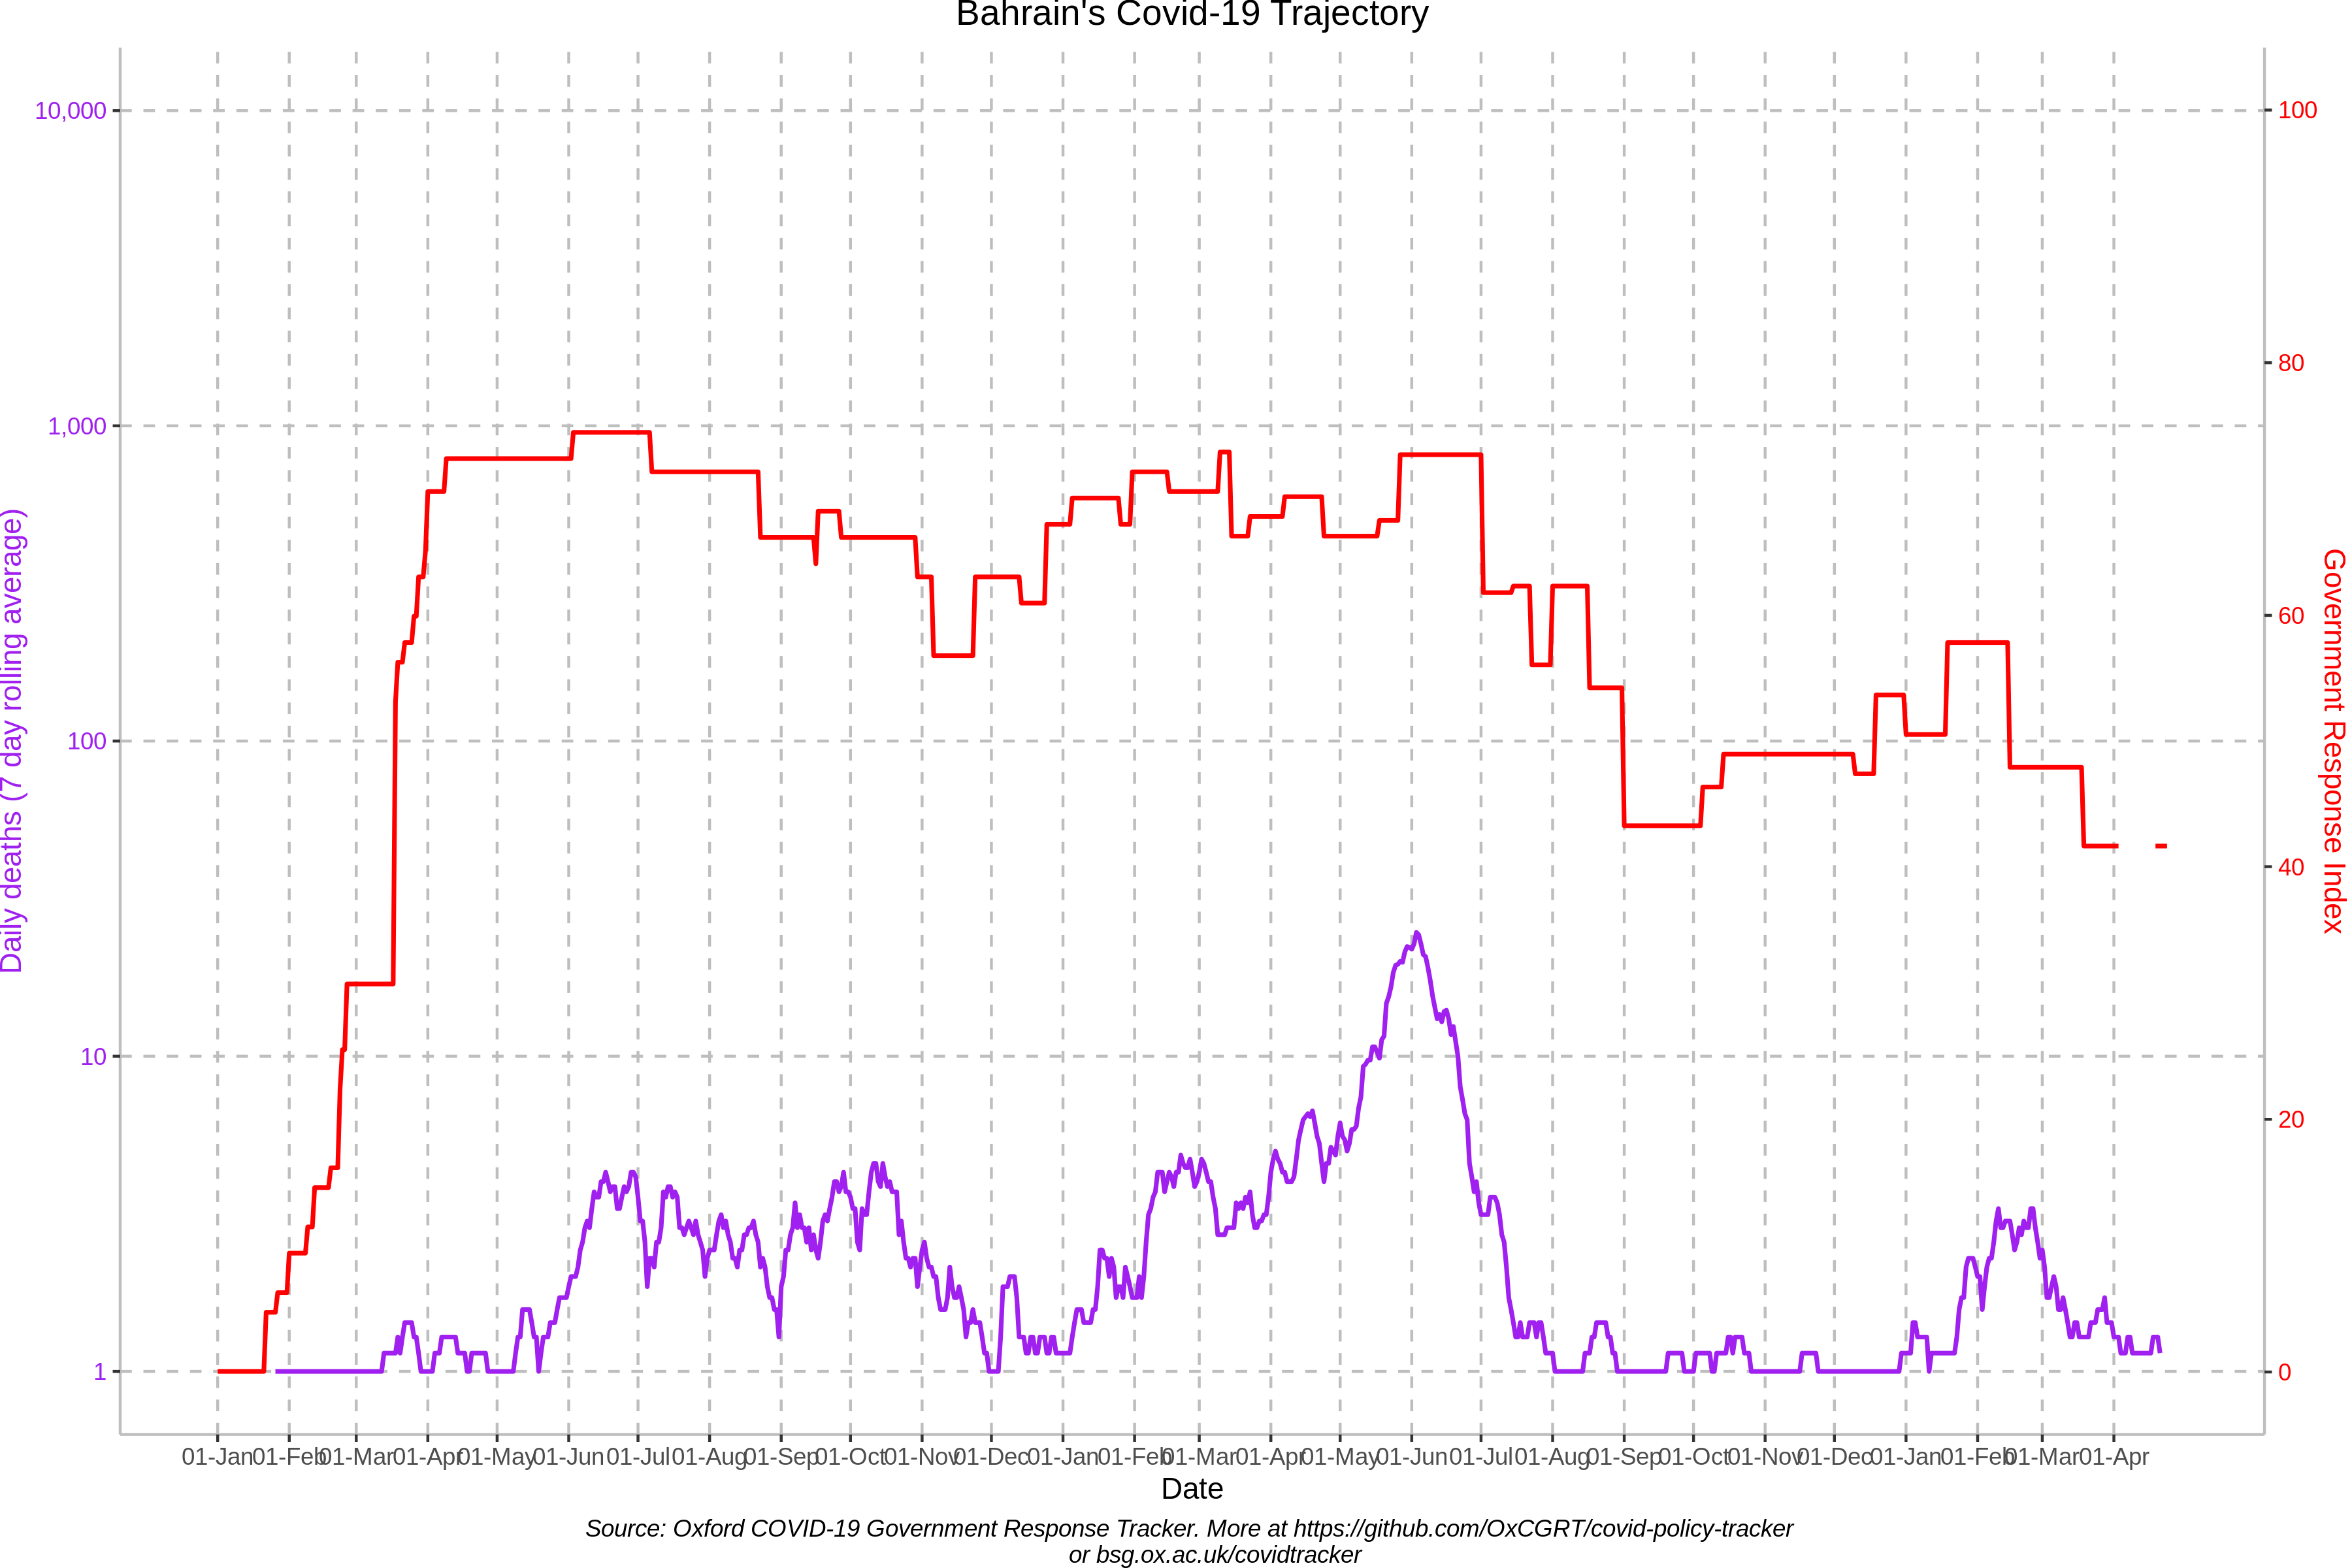 Bahrain's Covid-19 Trajectory
10,000
1,000
100
10
1
Daily deaths (7 day rolling average)
100
80
60
40
20
0
Government Response Index
01-Jan 01-Feb 01-Mar 01-Apr 01-May 01-Jun 01-Jul 01-Aug 01-Sep 01-Oct 01-Nov 01-Dec 01-Jan 01-Feb 01-Mar 01-Apr 01-May 01-Jun 01-Jul 01-Aug 01-Sep 01-Oct 01-Nov 01-Dec 01-Jan 01-Feb 01-Mar 01-Apr
Date
Source: Oxford COVID-19 Government Response Tracker. More at https://github.com/OxCGRT/covid-policy-tracker
or bsg.ox.ac.uk/covidtracker